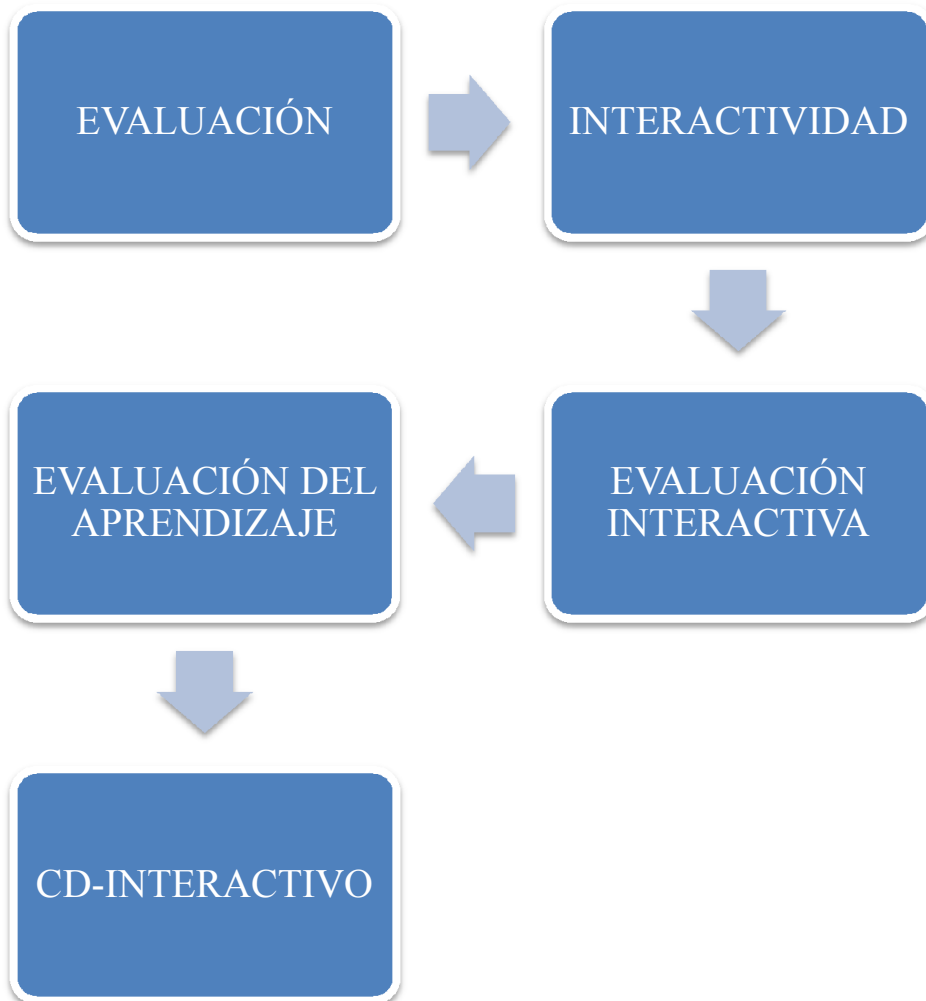 EVALUACIÓN
INTERACTIVIDAD
EVALUACIÓN
INTERACTIVA
EVALUACIÓN DEL
APRENDIZAJE
CD-INTERACTIVO